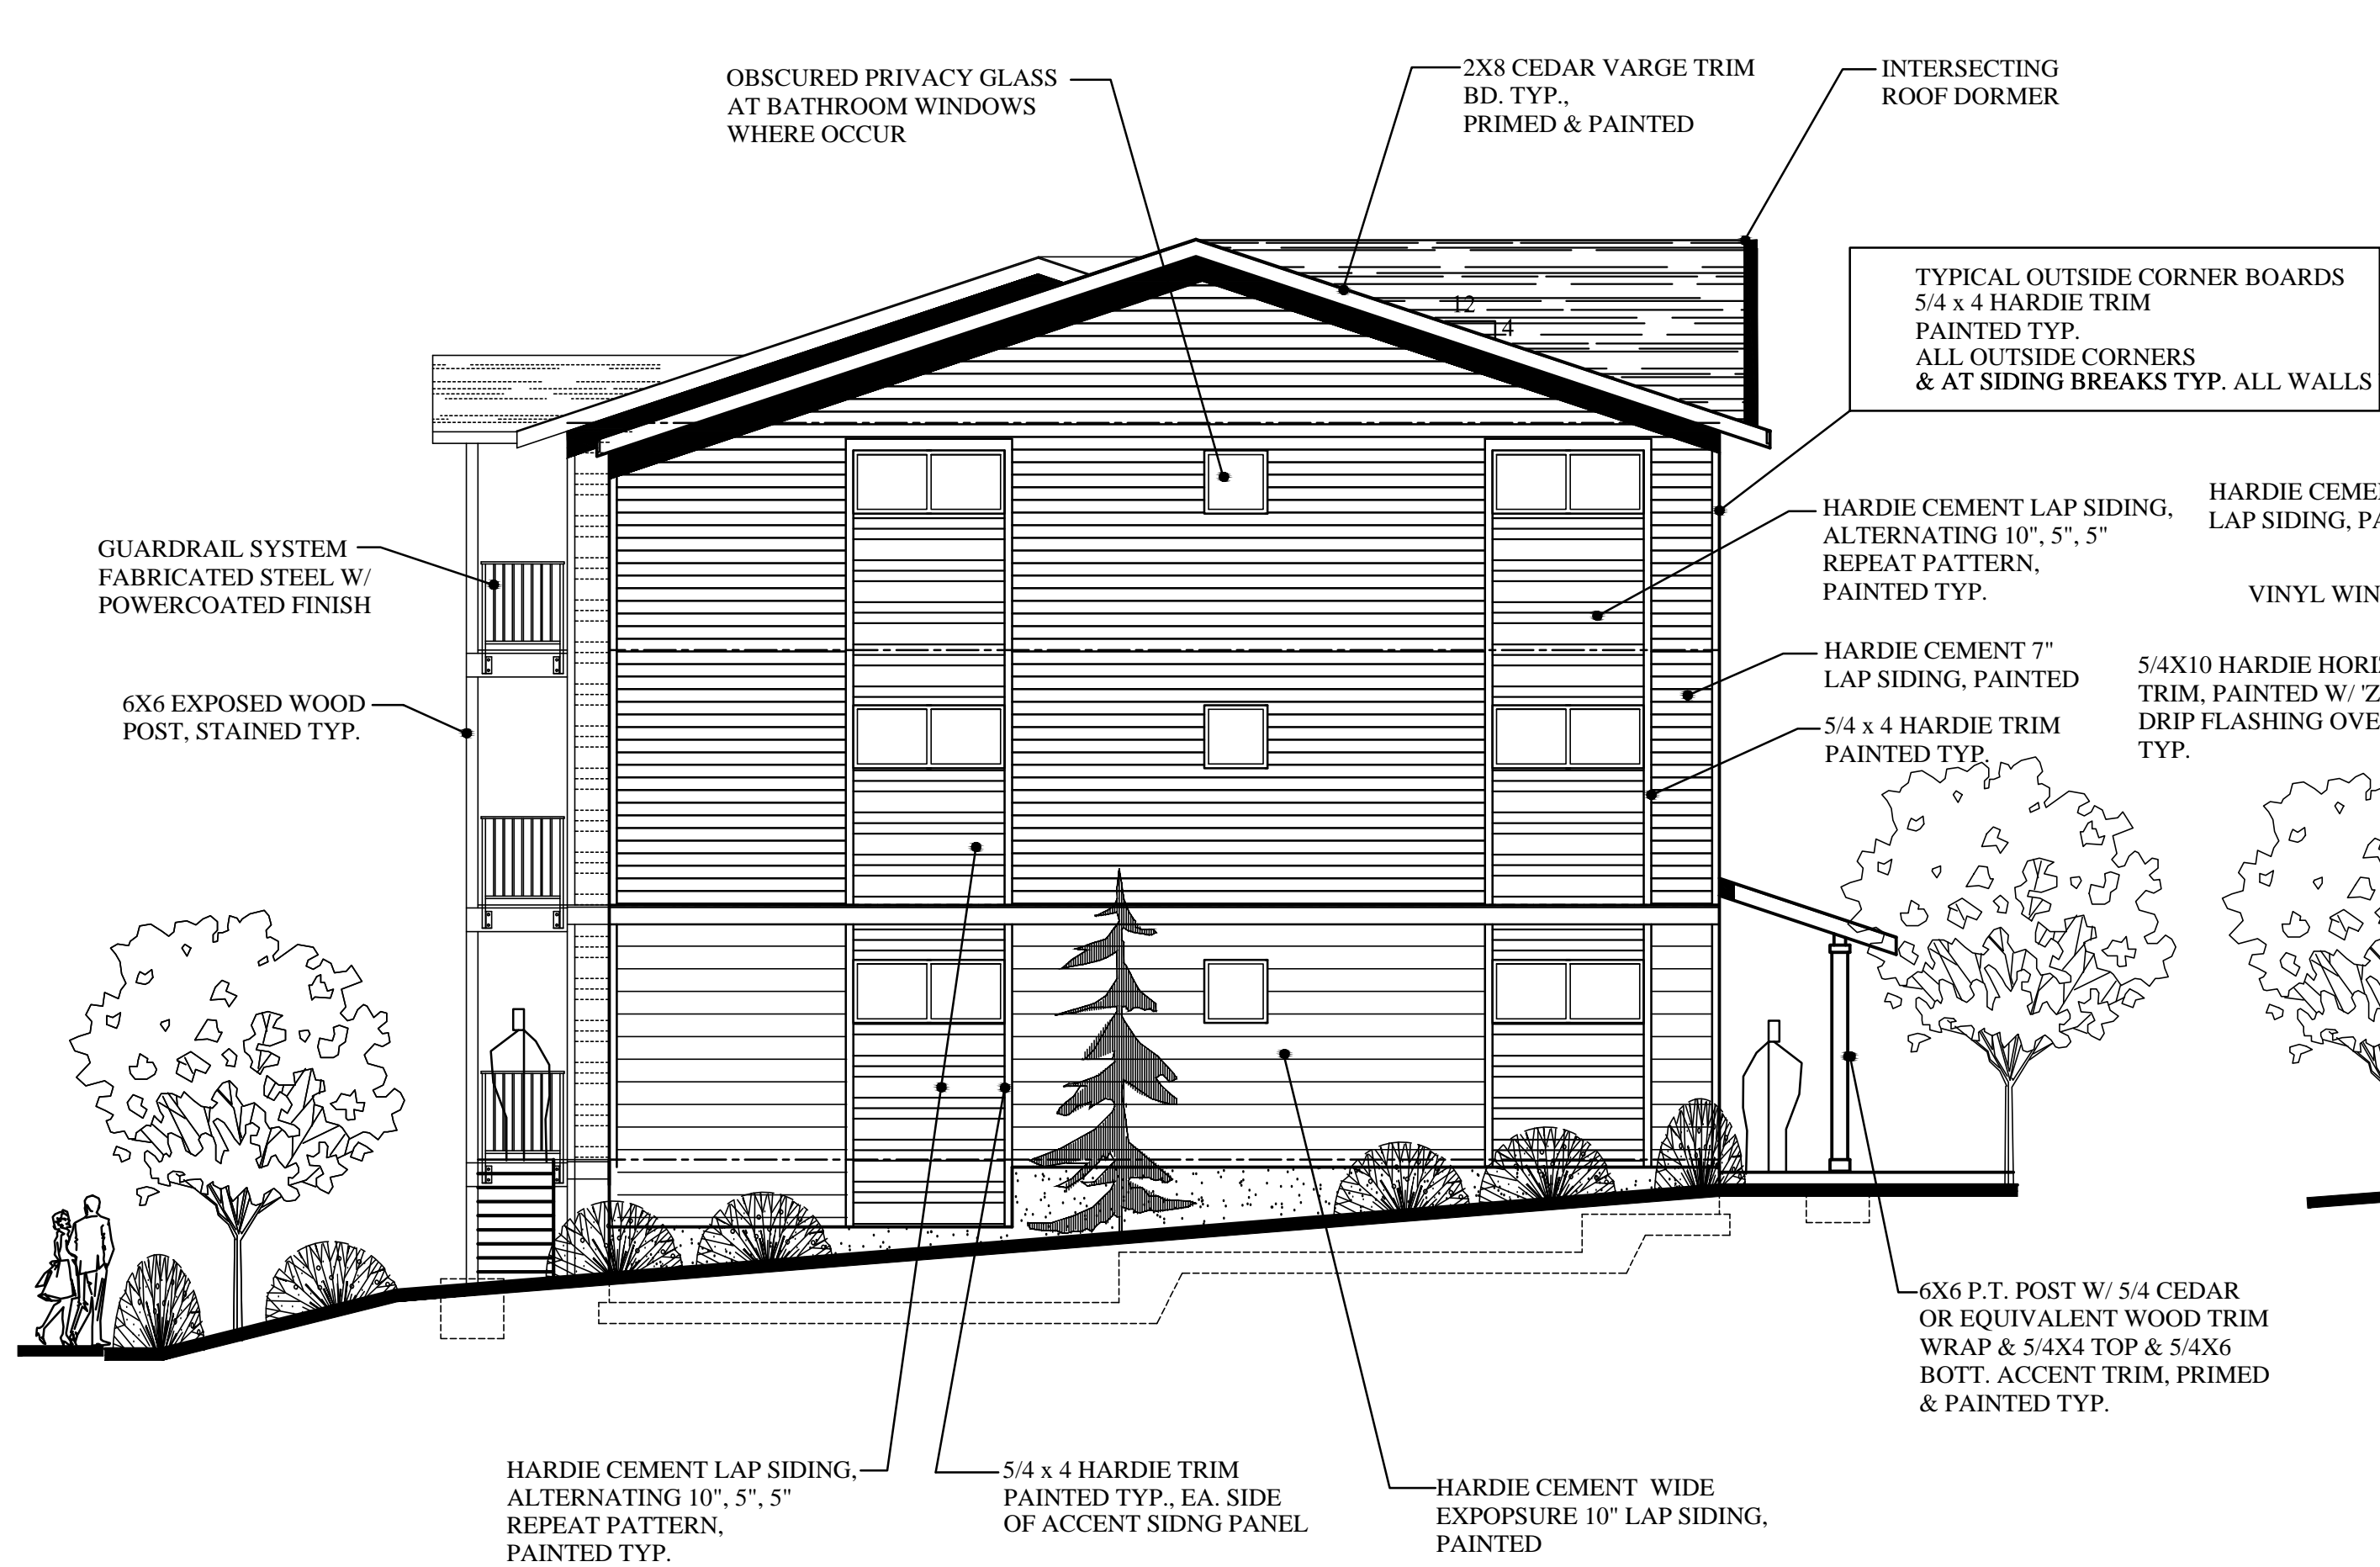 OBSCURED PRIVACY GLASS
AT BATHROOM WINDOWS
WHERE OCCUR
2X8 CEDAR VARGE TRIM
BD. TYP.,
PRIMED & PAINTED
INTERSECTING
ROOF DORMER
TYPICAL OUTSIDE CORNER BOARDS
5/4 x 4 HARDIE TRIM
PAINTED TYP.
ALL OUTSIDE CORNERS
& AT SIDING BREAKS TYP. ALL WALLS
12
4
GUARDRAIL SYSTEM
FABRICATED STEEL W/
POWERCOATED FINISH
6X6 EXPOSED WOOD
POST, STAINED TYP.
HARDIE CEMENT LAP SIDING,
ALTERNATING 10", 5", 5"
REPEAT PATTERN,
PAINTED TYP.
HARDIE CEMENT 7"
LAP SIDING, PAINTED
5/4 x 4 HARDIE TRIM
PAINTED TYP.
HARDIE CEME
LAP SIDING, PA
VINYL WIN
5/4X10 HARDIE HORI
TRIM, PAINTED W/ 'Z
DRIP FLASHING OVE
TYP.
6X6 P.T. POST W/ 5/4 CEDAR
OR EQUIVALENT WOOD TRIM
WRAP & 5/4X4 TOP & 5/4X6
BOTT. ACCENT TRIM, PRIMED
& PAINTED TYP.
HARDIE CEMENT LAP SIDING,
ALTERNATING 10", 5", 5"
REPEAT PATTERN,
PAINTED TYP.
5/4 x 4 HARDIE TRIM
PAINTED TYP., EA. SIDE
OF ACCENT SIDNG PANEL
HARDIE CEMENT WIDE
EXPOPSURE 10" LAP SIDING,
PAINTED